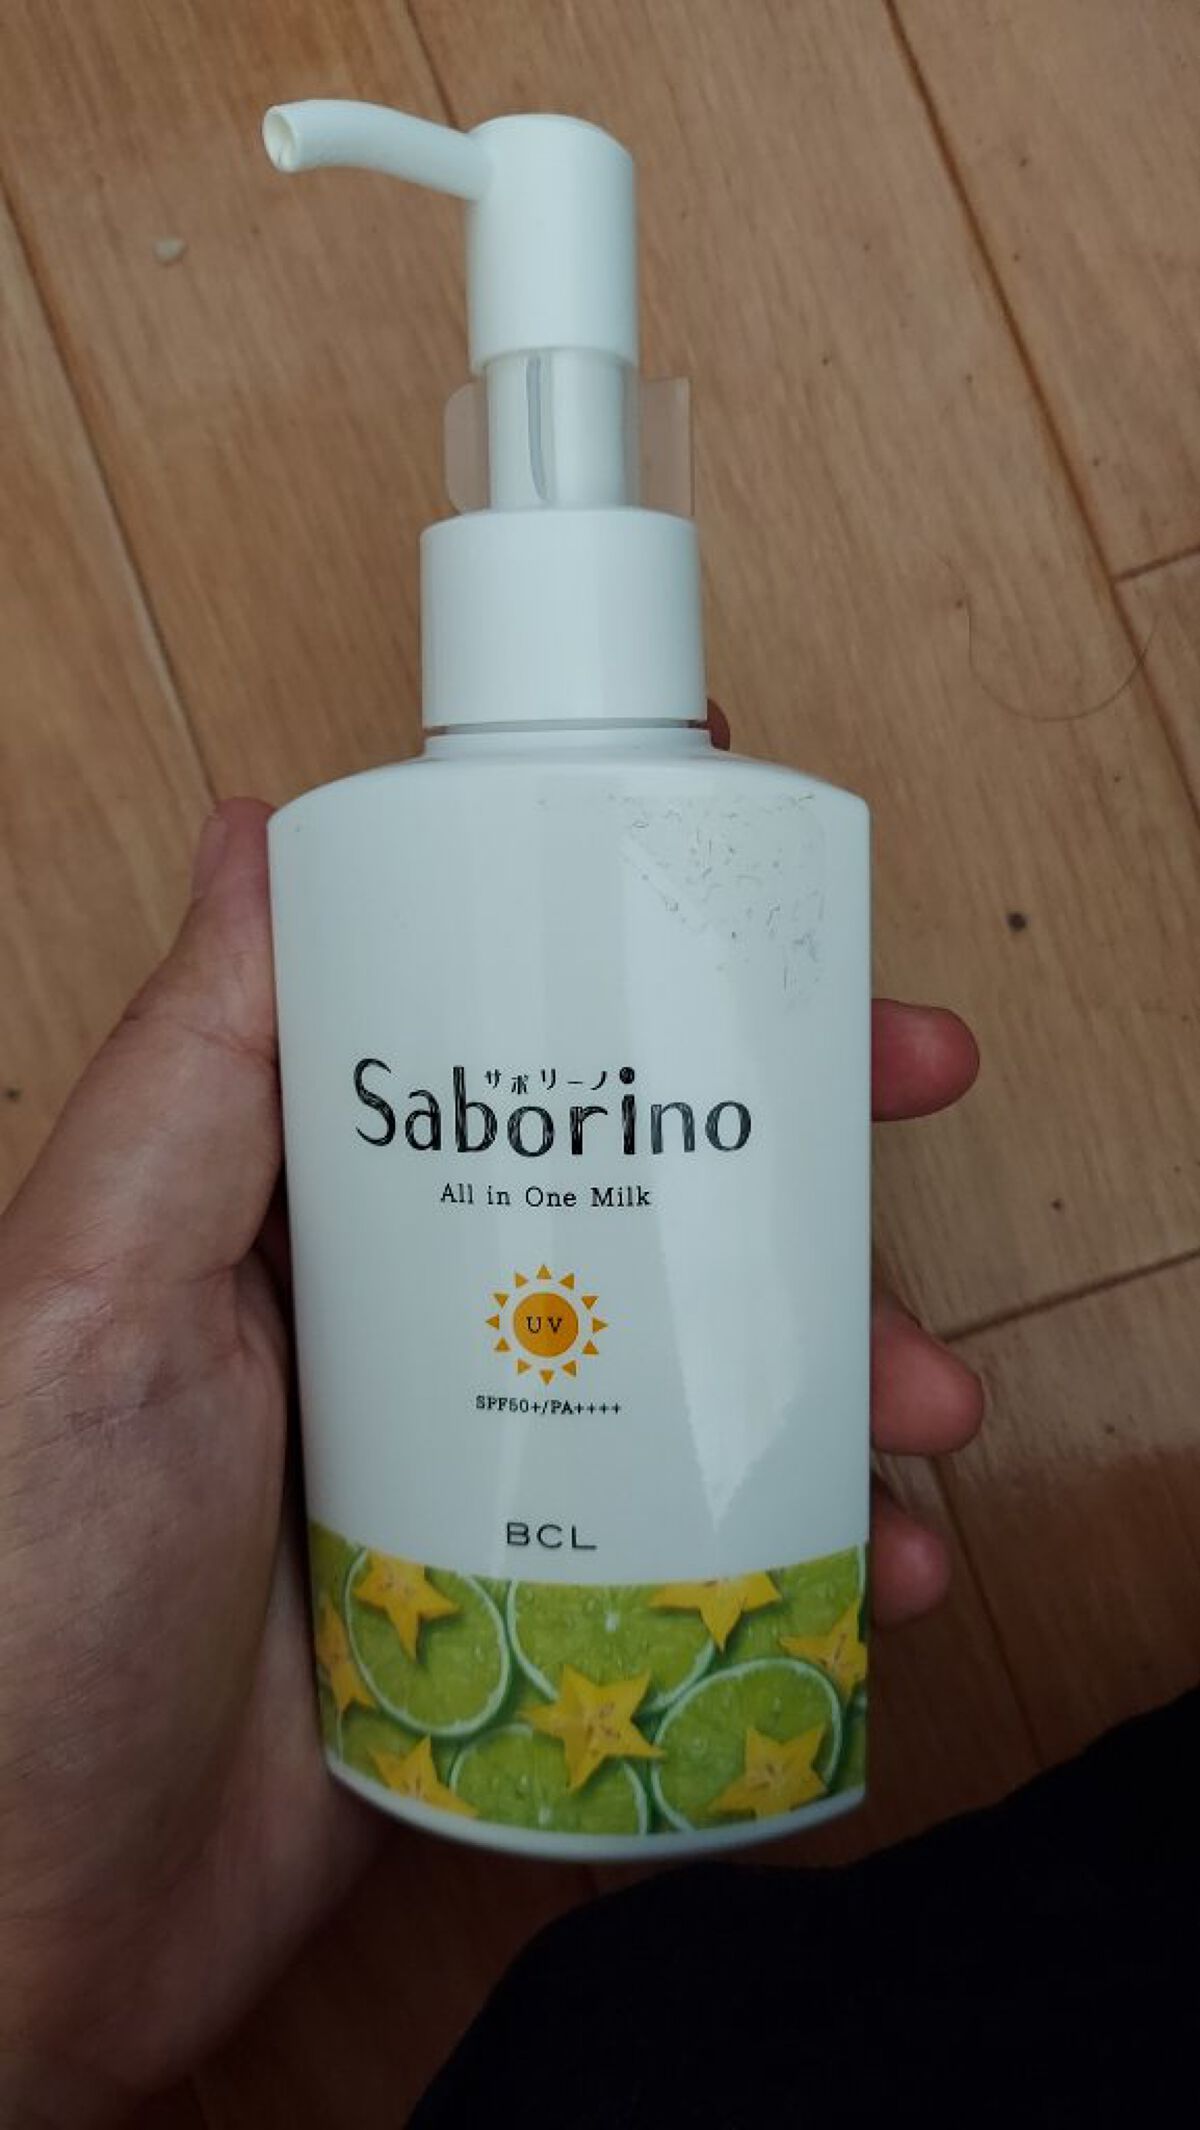 サボリーノ
Saborino
All in One Milk
UV
SPF50+/PA++++
BCL